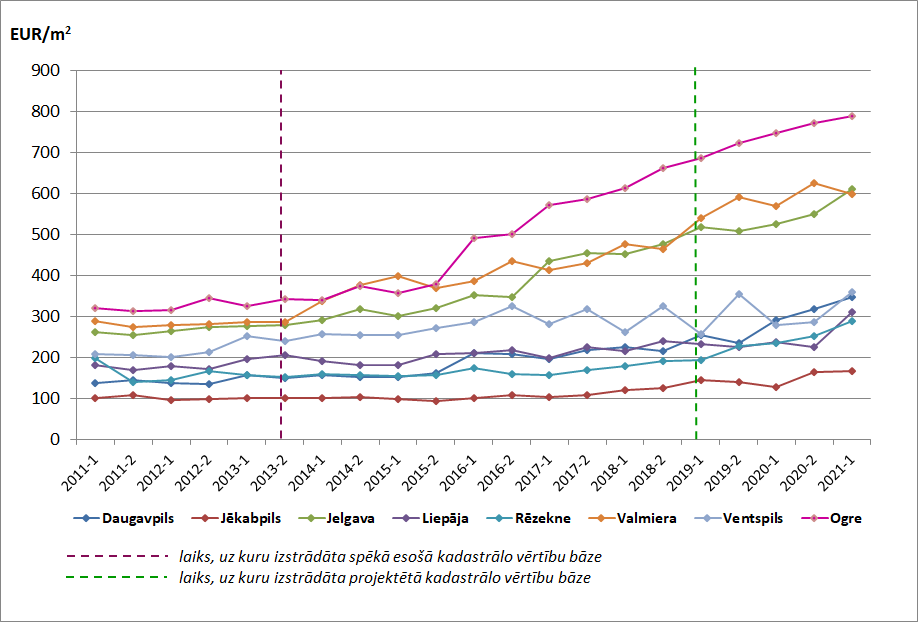 EUR/m²
900
800
700
600
500
400
300
200
100
0
2011-1 2011-2 2012-1 2012-2 2013-1 2013-2 2014-1 2014-2 2015-1 2015-2 2016-1 2016-2 2017-1 2017-2 2018-1 2018-2 2019-1 2019-2 2020-1 2020-2 2021-1
Daugavpils Jēkabpils Jelgava Liepāja Rēzekne Valmiera Ventspils Ogre
laiks, uz kuru izstrādāta spēkā esošā kadastrālo vērtību bāze
laiks, uz kuru izstrādāta projektētā kadastrālo vērtību bāze